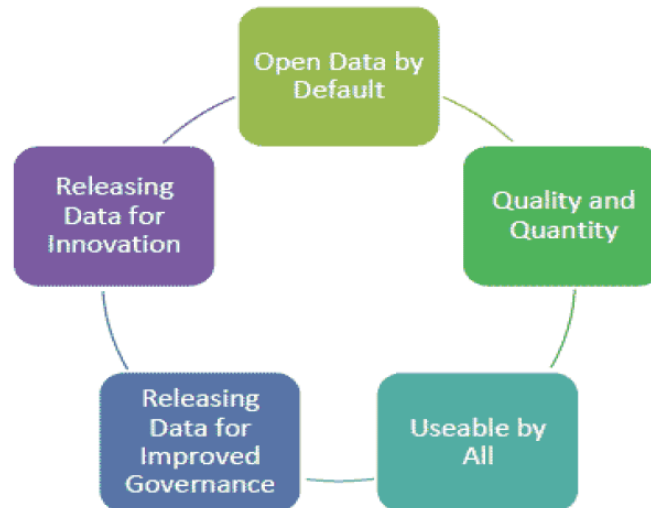 Open Data by
Default
Quality and
Quantity
Useable by
All
Releasing
Data for
Improved
Governance
Releasing
Data for
Innovation